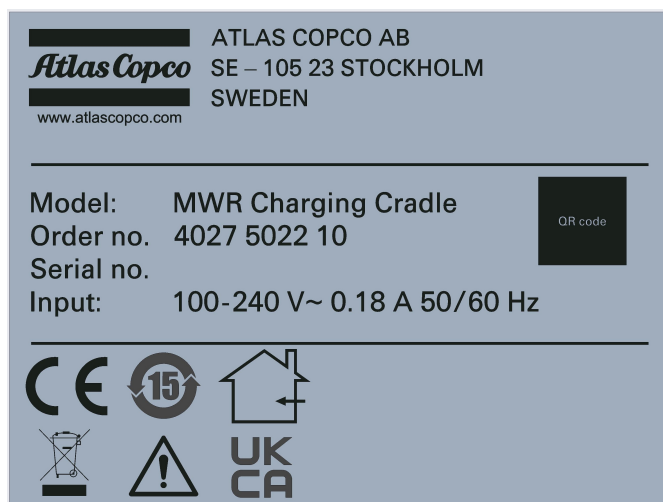 ATLAS COPCO AB
Atlas Copco SE – 105 23 STOCKHOLM
SWEDEN
www.atlascopco.com
Model: MWR Charging Cradle
QR code
Order no. 4027 5022 10
Serial no.
Input: 100-240 V~ 0.18 A 50/60 Hz
CE 15
UK
CA